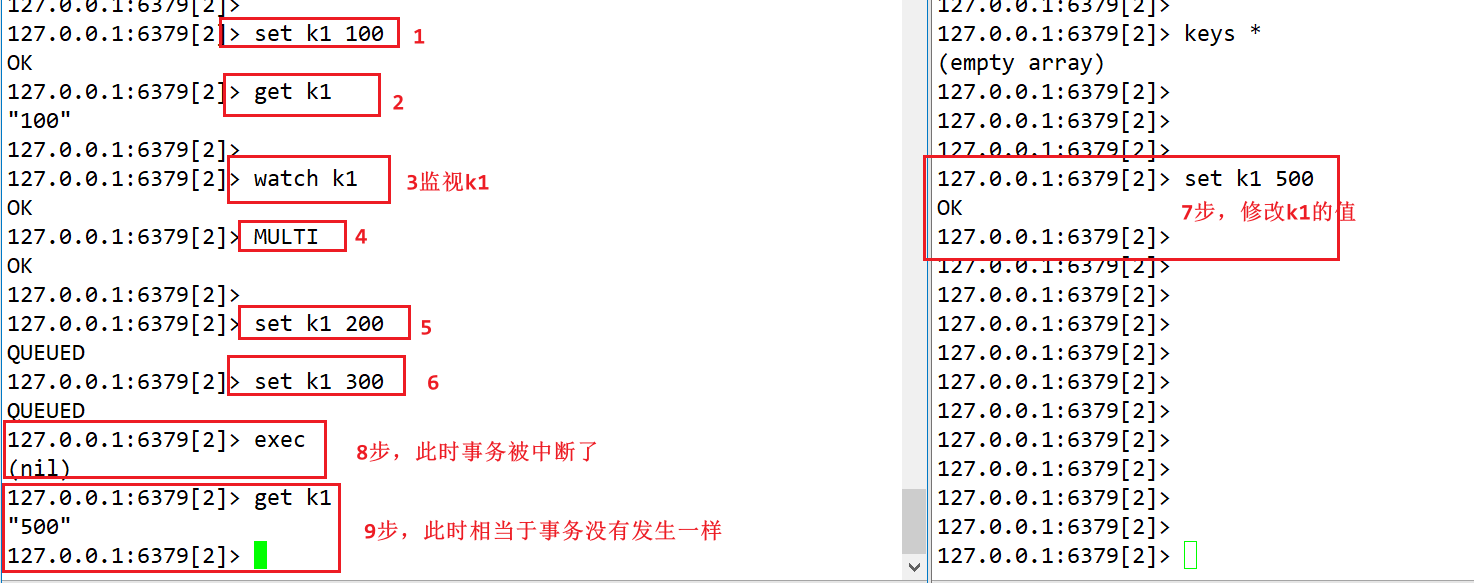 127.0.0.1:6379[2]>
127.0.0.1:6379[2]> set k1 100 1
OK
127.0.0.1:6379[2]> get k1 2
"100"
127.0.0.1:6379[2]>
127.0.0.1:6379[2]> watch k1 3监视k1
OK
127.0.0.1:6379[2]> MULTI 4
OK
127.0.0.1:6379[2]>
127.0.0.1:6379[2]> set k1 200 5
QUEUED
127.0.0.1:6379[2]> set k1 300 6
QUEUED
127.0.0.1:6379[2]> exec
8步，此时事务被中断了
(nil)
127.0.0.1:6379[2]> get k1
"500"
9步，此时相当于事务没有发生一样
127.0.0.1:6379[2]>
127.0.0.1:6379[2]>
127.0.0.1:6379[2]> keys *
(empty array)
127.0.0.1:6379[2]>
127.0.0.1:6379[2]>
127.0.0.1:6379[2]>
127.0.0.1:6379[2]> set k1 500
OK
7步，修改k1的值
127.0.0.1:6379[2]>
127.0.0.1:6379[2]>
127.0.0.1:6379[2]>
127.0.0.1:6379[2]>
127.0.0.1:6379[2]>
127.0.0.1:6379[2]>
127.0.0.1:6379[2]>
127.0.0.1:6379[2]>
127.0.0.1:6379[2]>
127.0.0.1:6379[2]>
127.0.0.1:6379[2]>
127.0.0.1:6379[2]>